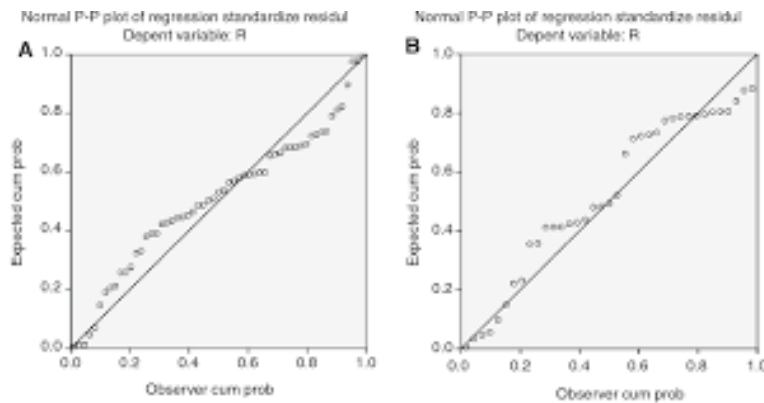 Normal P-P plot of regression standardize residul
Depent variable: R
A
1.0
0.8
0.6
0.4
0.2
0.0
Expected cum prob
0.0 0.2 0.4 0.6 0.8 1.0
Observer cum prob
Normal P-P plot of regression standardize residul
Depent variable: R
B
1.0
0.8
0.6
0.4
0.2
0.0
Expected cum prob
0.0 0.2 0.4 0.6 0.8 1.0
Observer cum prob